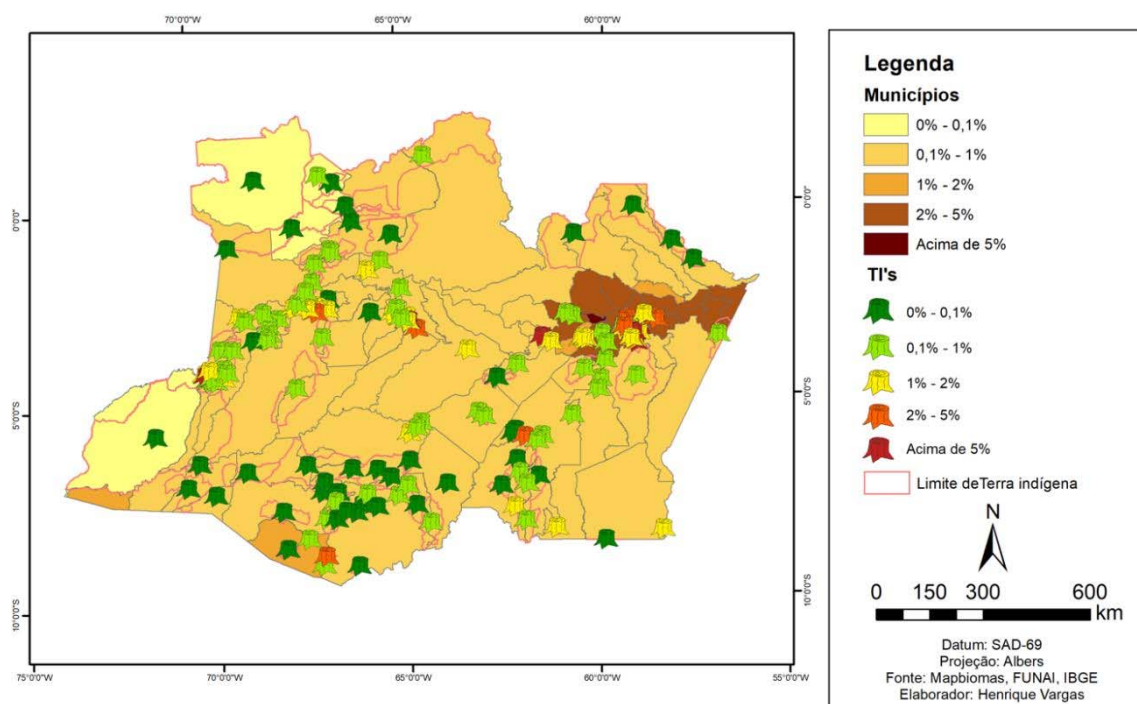 70°0'0"W
65°0'0"W
60°0'0"W
0°0'0"
0°0'0"
5°0'0"S
5°0'0"S
10°0'0"S
10°0'0"S
75°0'0"W
70°0'0"W
65°0'0"W
60°0'0"W
55°0'0"W
Legenda
Municípios
0% - 0,1%
0,1% - 1%
1% - 2%
2% - 5%
Acima de 5%
TI's
0% - 0,1%
0,1% - 1%
1% - 2%
2% - 5%
Acima de 5%
Limite deTerra indígena
N
0 150 300 600
km
Datum: SAD-69
Projeção: Albers
Fonte: Mapbiomas, FUNAI, IBGE
Elaborador: Henrique Vargas